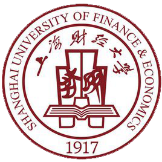 SHANGHAI UNIVERSITY OF FINANCE & ECONOMICS
上海财经大学
1917